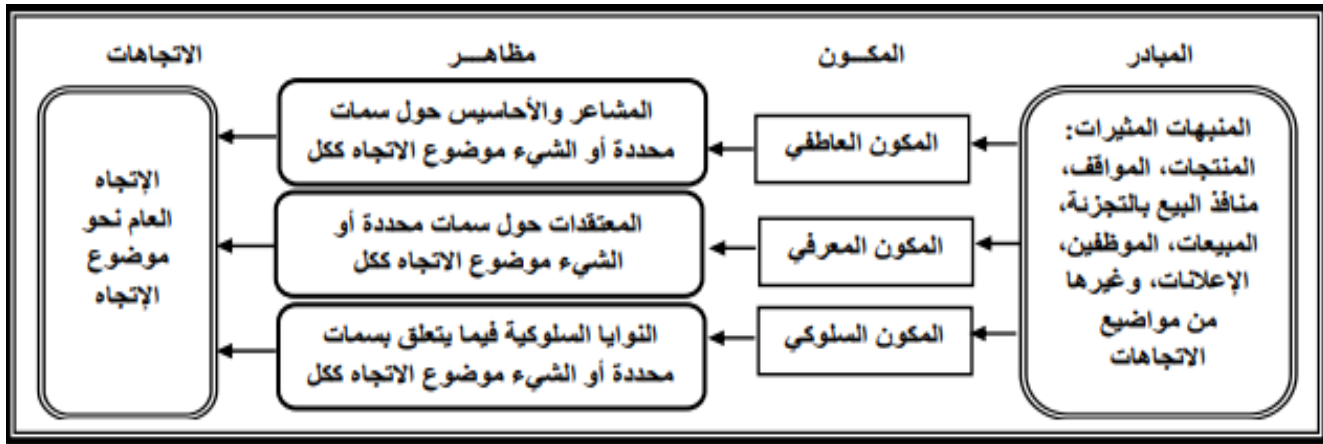 المبادر
المكـــون
مظاهـــر
الاتجاهات
المنبهات المثيرات:
المنتجات، المواقف،
منافذ البيع بالتجزئة،
المبيعات، الموظفين،
الإعلانات، وغيرها
من مواضيع
الاتجاهات
المكون العاطفي
المكون المعرفي
المكون السلوكي
المشاعر والأحاسيس حول سمات
محددة أو الشيء موضوع الاتجاه ككل
المعتقدات حول سمات محددة أو
الشيء موضوع الاتجاه ككل
النوايا السلوكية فيما يتعلق بسمات
محددة أو الشيء موضوع الاتجاه ككل
الإتجاه
العام نحو
موضوع
الإتجاه